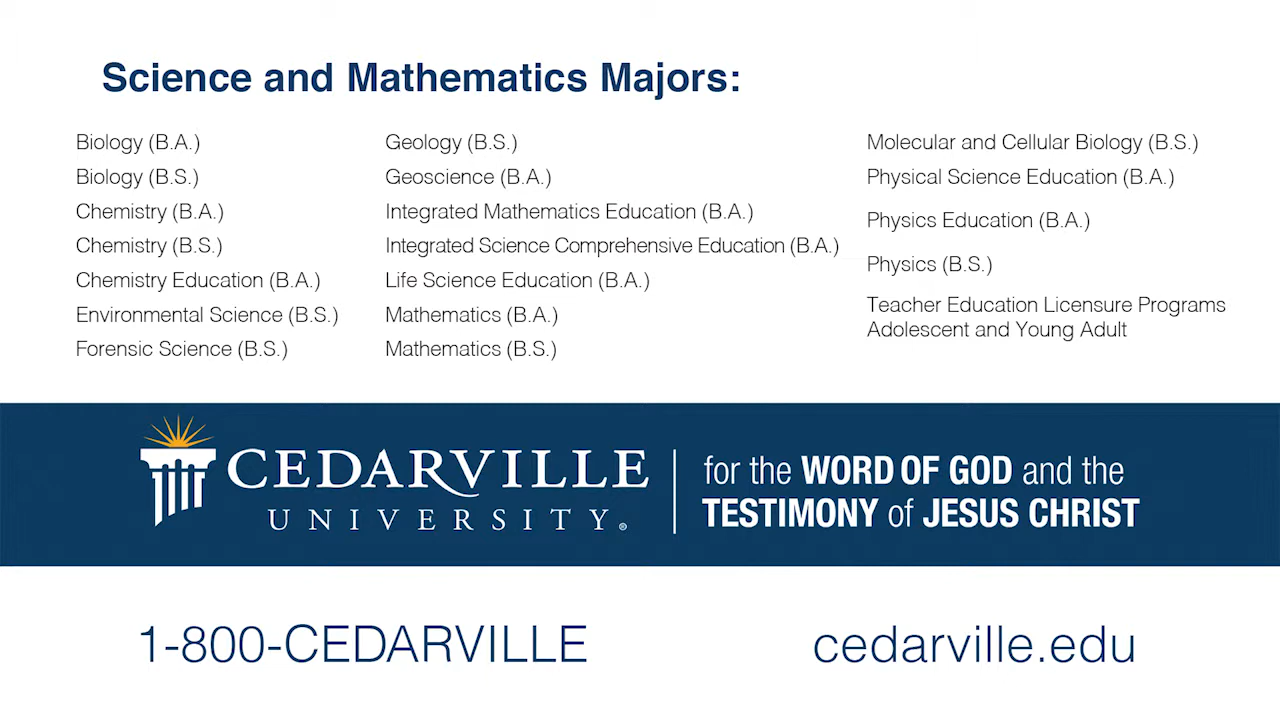 Science and Mathematics Majors:
Biology (B.A.)
Biology (B.S.)
Chemistry (B.A.)
Chemistry (B.S.)
Chemistry Education (B.A.)
Environmental Science (B.S.)
Forensic Science (B.S.)
Geology (B.S.)
Geoscience (B.A.)
Integrated Mathematics Education (B.A.)
Integrated Science Comprehensive Education (B.A.)
Life Science Education (B.A.)
Mathematics (B.A.)
Mathematics (B.S.)
Molecular and Cellular Biology (B.S.)
Physical Science Education (B.A.)
Physics Education (B.A.)
Physics (B.S.)
Teacher Education Licensure Programs
Adolescent and Young Adult
CEDARVILLE
UNIVERSITY®
for the WORD OF GOD and the
TESTIMONY of JESUS CHRIST
1-800-CEDARVILLE
cedarville.edu